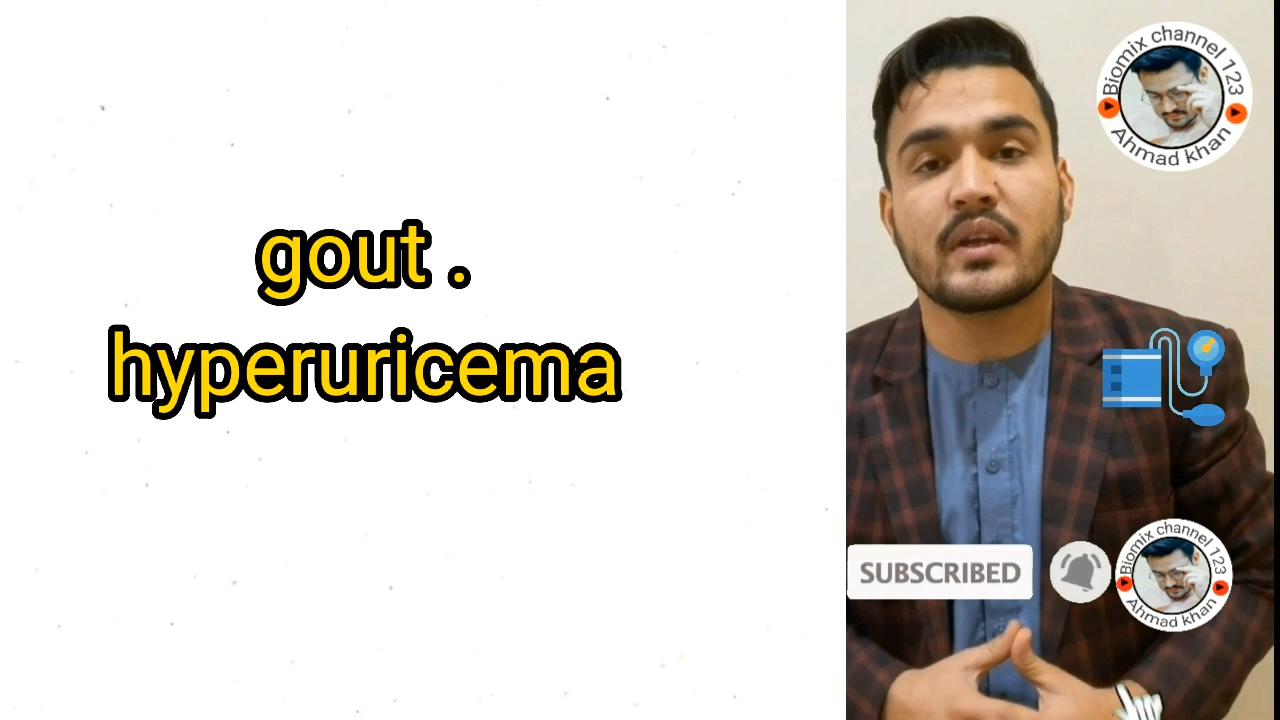 gout .
hyperuricema
Biomix channel 123
Ahmad khan
SUBSCRIBED
Biomix channel 123
Ahmad khan